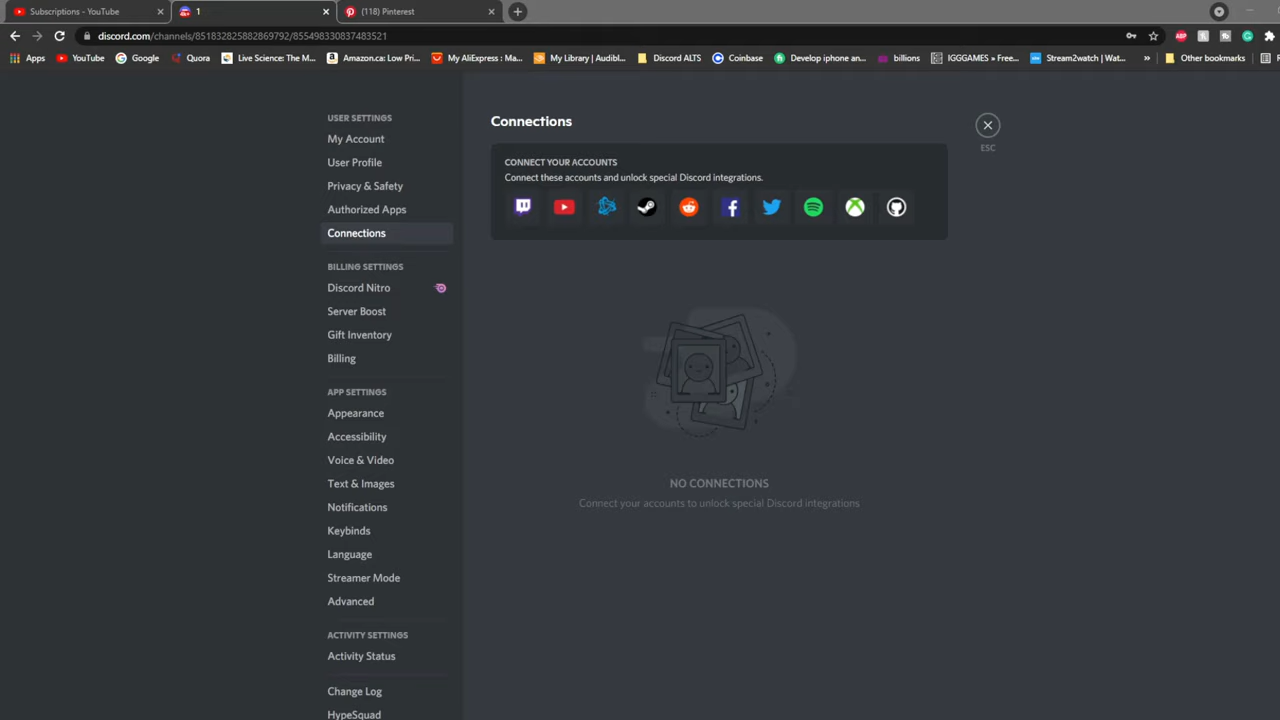 Subscriptions - YouTube
1
(118) Pinterest
discord.com/channels/851832825882869792/855498330837483521
Apps YouTube Google Quora Live Science: The M... Amazon.ca: Low Pri... My AliExpress : Ma... My Library | Audibl... Discord ALTS Coinbase Develop iphone an... billions IGGGAMES » Free... Stream2watch | Wat... » Other bookmarks
USER SETTINGS
My Account
User Profile
Privacy & Safety
Authorized Apps
Connections
BILLING SETTINGS
Discord Nitro
Server Boost
Gift Inventory
Billing
APP SETTINGS
Appearance
Accessibility
Voice & Video
Text & Images
Notifications
Keybinds
Language
Streamer Mode
Advanced
ACTIVITY SETTINGS
Activity Status
Change Log
HypeSquad
Connections
ESC
CONNECT YOUR ACCOUNTS
Connect these accounts and unlock special Discord integrations.
NO CONNECTIONS
Connect your accounts to unlock special Discord integrations